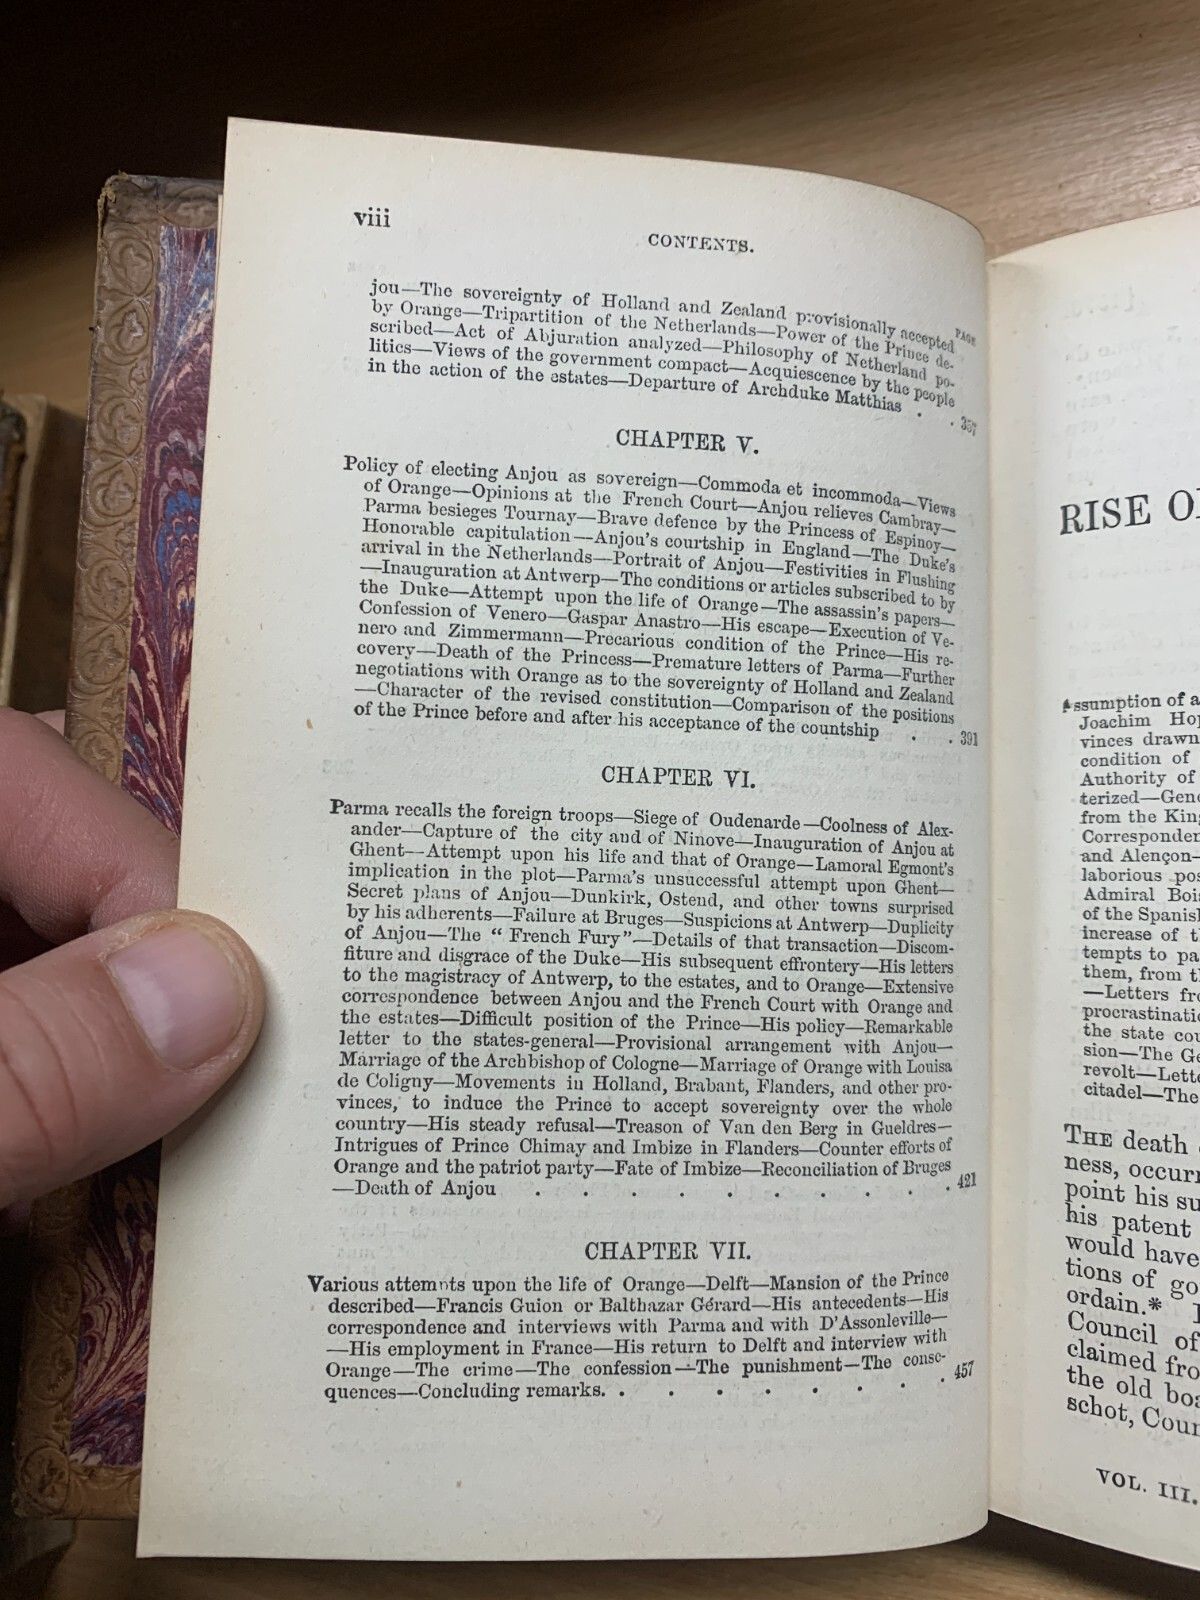 viii
CONTENTS.
PAGE
jou—The sovereignty of Holland and Zealand provisionally accepted
by Orange—Tripartition of the Netherlands—Power of the Prince de-
scribed—Act of Abjuration analyzed—Philosophy of Netherland po-
litics—Views of the government compact—Acquiescence by the people
in the action of the estates—Departure of Archduke Matthias . . 357
CHAPTER V.
Policy of electing Anjou as sovereign—Commoda et incommoda—Views
of Orange—Opinions at the French Court—Anjou relieves Cambray—
Parma besieges Tournay—Brave defence by the Princess of Espinoy—
Honorable capitulation—Anjou's courtship in England—The Duke's
arrival in the Netherlands—Portrait of Anjou—Festivities in Flushing
—Inauguration at Antwerp—The conditions or articles subscribed to by
the Duke—Attempt upon the life of Orange—The assassin's papers—
Confession of Venero—Gaspar Anastro—His escape—Execution of Ve-
nero and Zimmermann—Precarious condition of the Prince—His re-
covery—Death of the Princess—Premature letters of Parma—Further
negotiations with Orange as to the sovereignty of Holland and Zealand
—Character of the revised constitution—Comparison of the positions
of the Prince before and after his acceptance of the countship . . 391
CHAPTER VI.
Parma recalls the foreign troops—Siege of Oudenarde—Coolness of Alex-
ander—Capture of the city and of Ninove—Inauguration of Anjou at
Ghent—Attempt upon his life and that of Orange—Lamoral Egmont's
implication in the plot—Parma's unsuccessful attempt upon Ghent—
Secret plans of Anjou—Dunkirk, Ostend, and other towns surprised
by his adherents—Failure at Bruges—Suspicions at Antwerp—Duplicity
of Anjou—The "French Fury"—Details of that transaction—Discom-
fiture and disgrace of the Duke—His subsequent effrontery—His letters
to the magistracy of Antwerp, to the estates, and to Orange—Extensive
correspondence between Anjou and the French Court with Orange and
the estates—Difficult position of the Prince—His policy—Remarkable
letter to the states-general—Provisional arrangement with Anjou—
Marriage of the Archbishop of Cologne—Marriage of Orange with Louisa
de Coligny—Movements in Holland, Brabant, Flanders, and other pro-
vinces, to induce the Prince to accept sovereignty over the whole
country—His steady refusal—Treason of Van den Berg in Gueldres—
Intrigues of Prince Chimay and Imbize in Flanders—Counter efforts of
Orange and the patriot party—Fate of Imbize—Reconciliation of Bruges
—Death of Anjou . . . . . . . . . . 421
CHAPTER VII.
Various attempts upon the life of Orange—Delft—Mansion of the Prince
described—Francis Guion or Balthazar Gérard—His antecedents—His
correspondence and interviews with Parma and with D'Assonleville—
—His employment in France—His return to Delft and interview with
Orange—The crime—The confession—The punishment—The conse-
quences—Concluding remarks. . . . . . . . . 457
RISE O
ssumption of a
Joachim Hop
vinces drawn
condition of
Authority of
terized—Gene
from the King
Corresponden
and Alençon—
laborious pos
Admiral Bois
of the Spanish
increase of t
tempts to pa
them, from th
—Letters fro
procrastinatio
the state cou
sion—The Ge
revolt—Lette
citadel—The
THE death
ness, occurr
point his su
his patent
would have
tions of go
ordain.*
Council of
claimed fro
the old boa
schot, Coun
VOL. III.